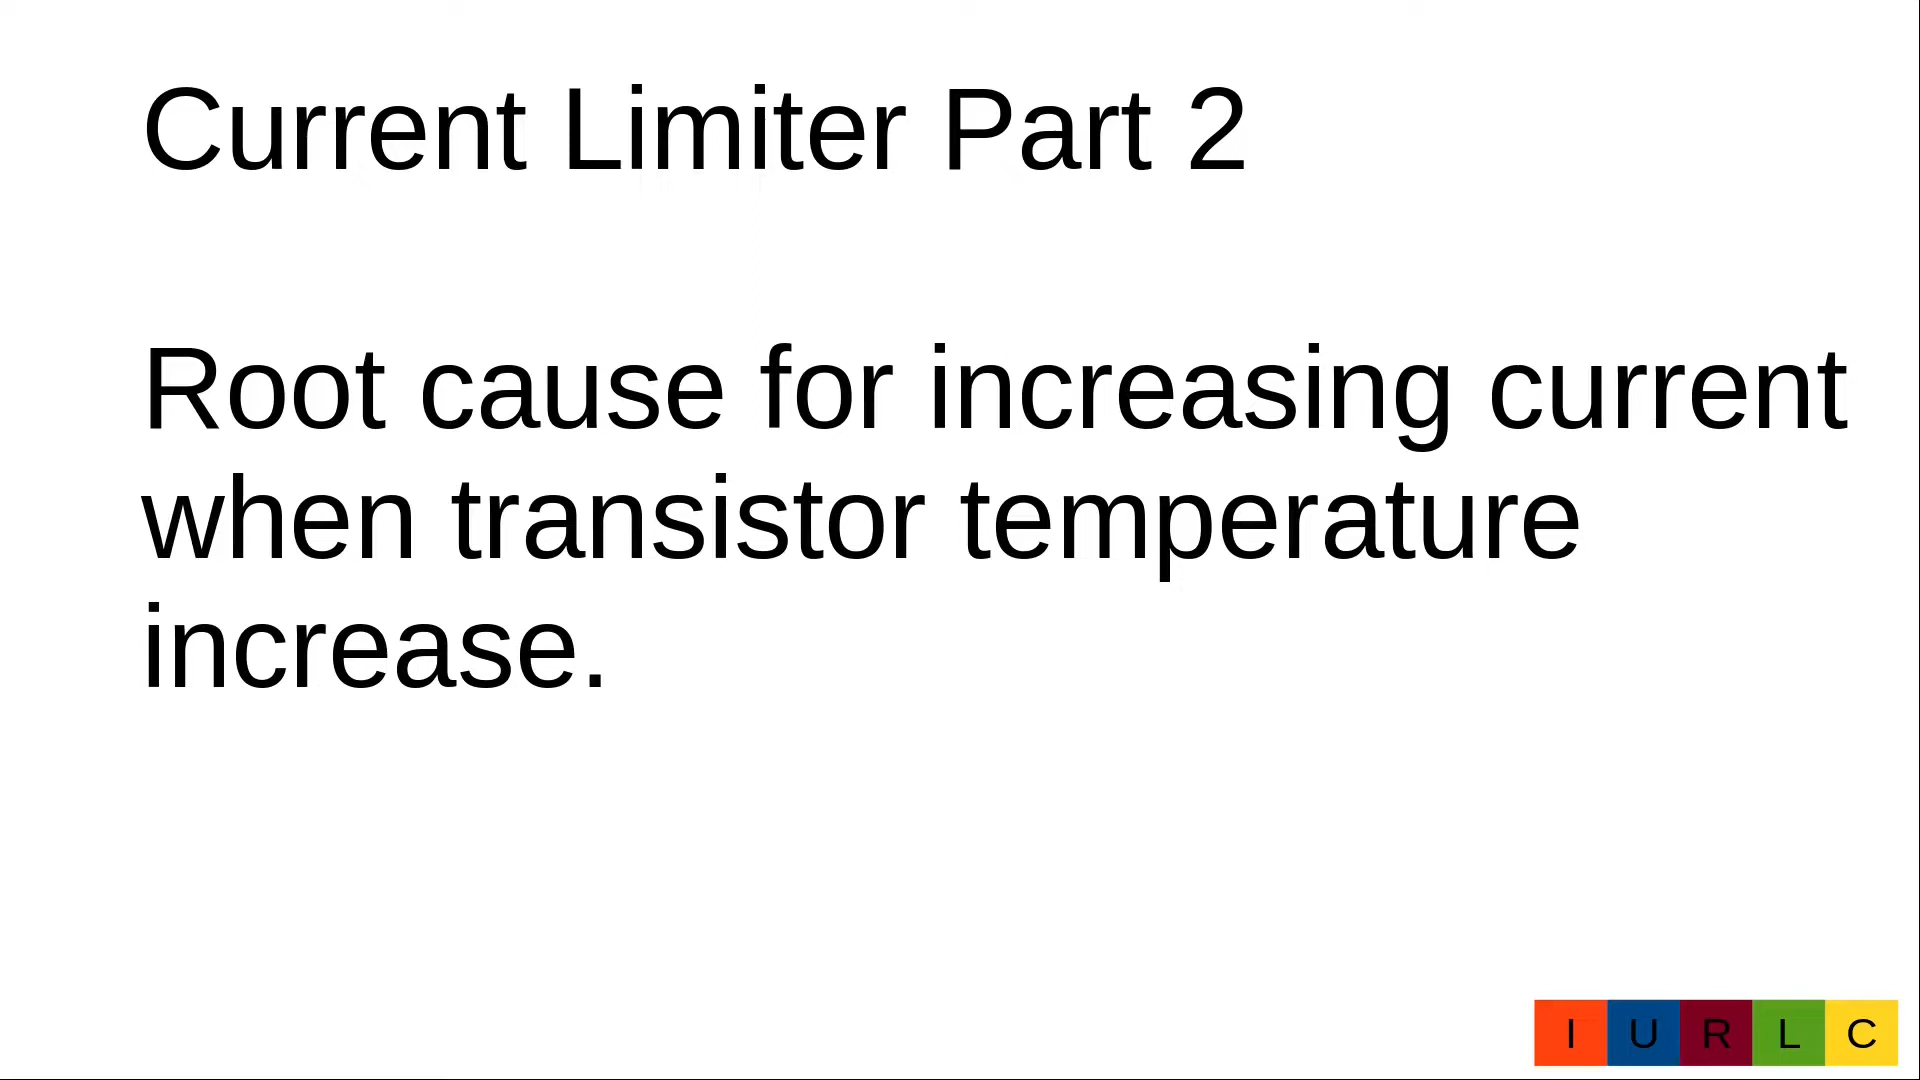 Current Limiter Part 2
Root cause for increasing current
when transistor temperature
increase.
I U R L C